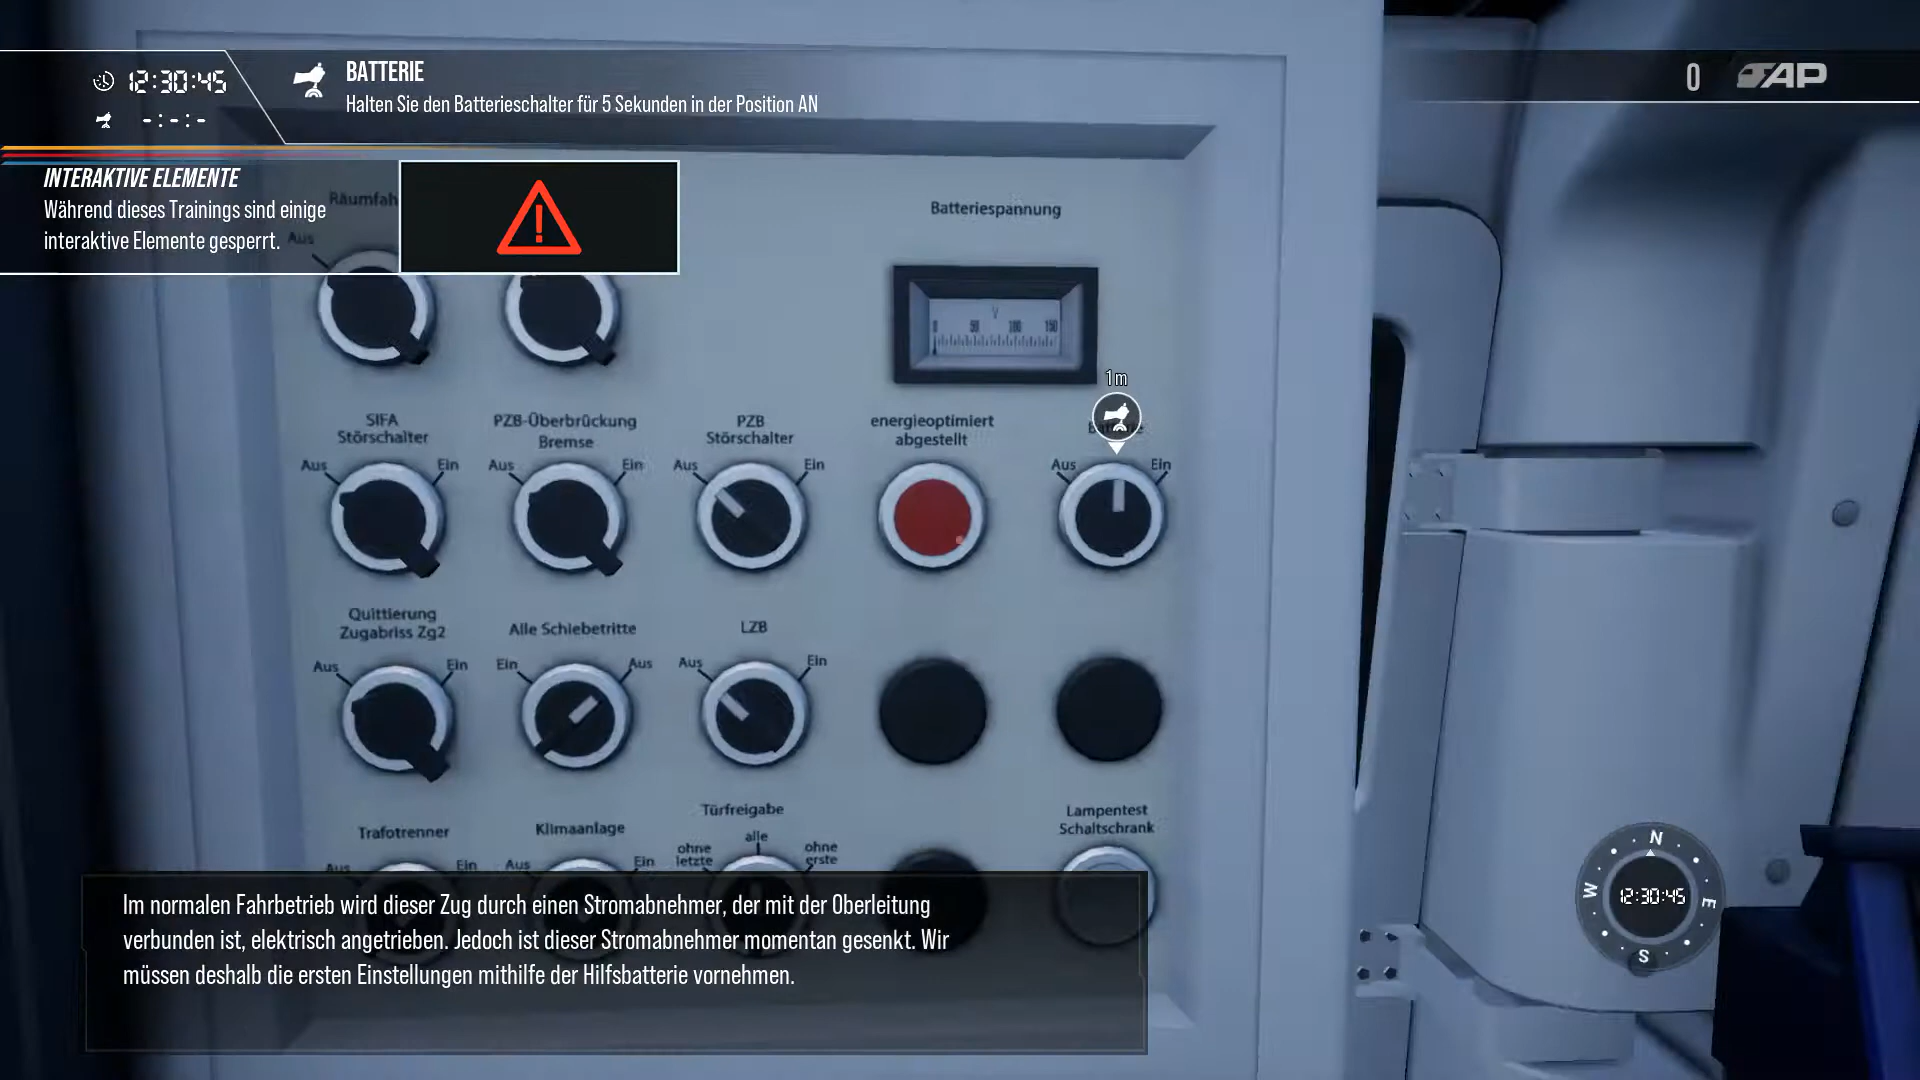 12:30:45
- : - : -
BATTERIE
Halten Sie den Batterieschalter für 5 Sekunden in der Position AN
0 AP
INTERAKTIVE ELEMENTE
Während dieses Trainings sind einige
interaktive Elemente gesperrt.
Räumfah
Aus
Batteriespannung
V
0 50 100 150
1m
SIFA
Störschalter
Aus Ein
PZB-Überbrückung
Bremse
Aus Ein
PZB
Störschalter
Aus Ein
energieoptimiert
abgestellt
Aus Ein
Quittierung
Zugabriss Zg2
Aus Ein
Alle Schiebetritte
Ein Aus
LZB
Aus Ein
Trafotrenner
Aus Ein
Klimaanlage
Aus Ein
Türfreigabe
alle
ohne
letzte
ohne
erste
Lampentest
Schaltschrank
Im normalen Fahrbetrieb wird dieser Zug durch einen Stromabnehmer, der mit der Oberleitung
verbunden ist, elektrisch angetrieben. Jedoch ist dieser Stromabnehmer momentan gesenkt. Wir
müssen deshalb die ersten Einstellungen mithilfe der Hilfsbatterie vornehmen.
N
W
12:30:45
E
S